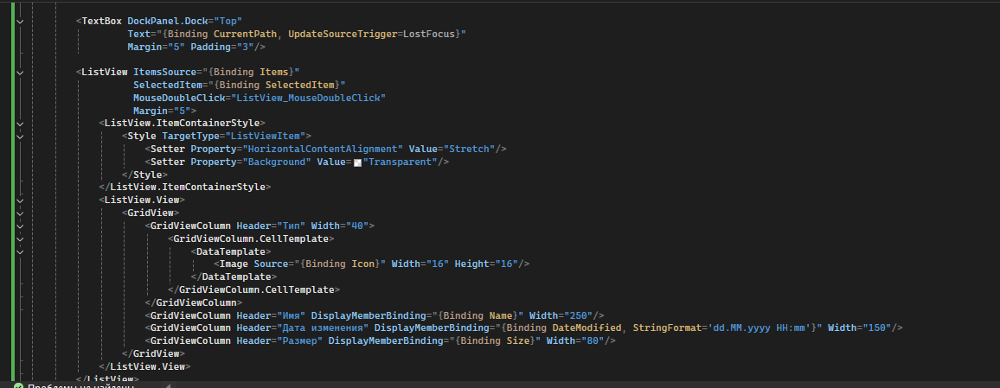 <TextBox DockPanel.Dock="Top"
Text="{Binding CurrentPath, UpdateSourceTrigger=LostFocus}"
Margin="5" Padding="3"/>
<ListView ItemsSource="{Binding Items}"
SelectedItem="{Binding SelectedItem}"
MouseDoubleClick="ListView_MouseDoubleClick"
Margin="5">
<ListView.ItemContainerStyle>
<Style TargetType="ListViewItem">
<Setter Property="HorizontalContentAlignment" Value="Stretch"/>
<Setter Property="Background" Value="Transparent"/>
</Style>
</ListView.ItemContainerStyle>
<ListView.View>
<GridView>
<GridViewColumn Header="Тип" Width="40">
<GridViewColumn.CellTemplate>
<DataTemplate>
<Image Source="{Binding Icon}" Width="16" Height="16"/>
</DataTemplate>
</GridViewColumn.CellTemplate>
</GridViewColumn>
<GridViewColumn Header="Имя" DisplayMemberBinding="{Binding Name}" Width="250"/>
<GridViewColumn Header="Дата изменения" DisplayMemberBinding="{Binding DateModified, StringFormat='dd.MM.yyyy HH:mm'}" Width="150"/>
<GridViewColumn Header="Размер" DisplayMemberBinding="{Binding Size}" Width="80"/>
</GridView>
</ListView.View>
</ListView>
Проблемы не найдены